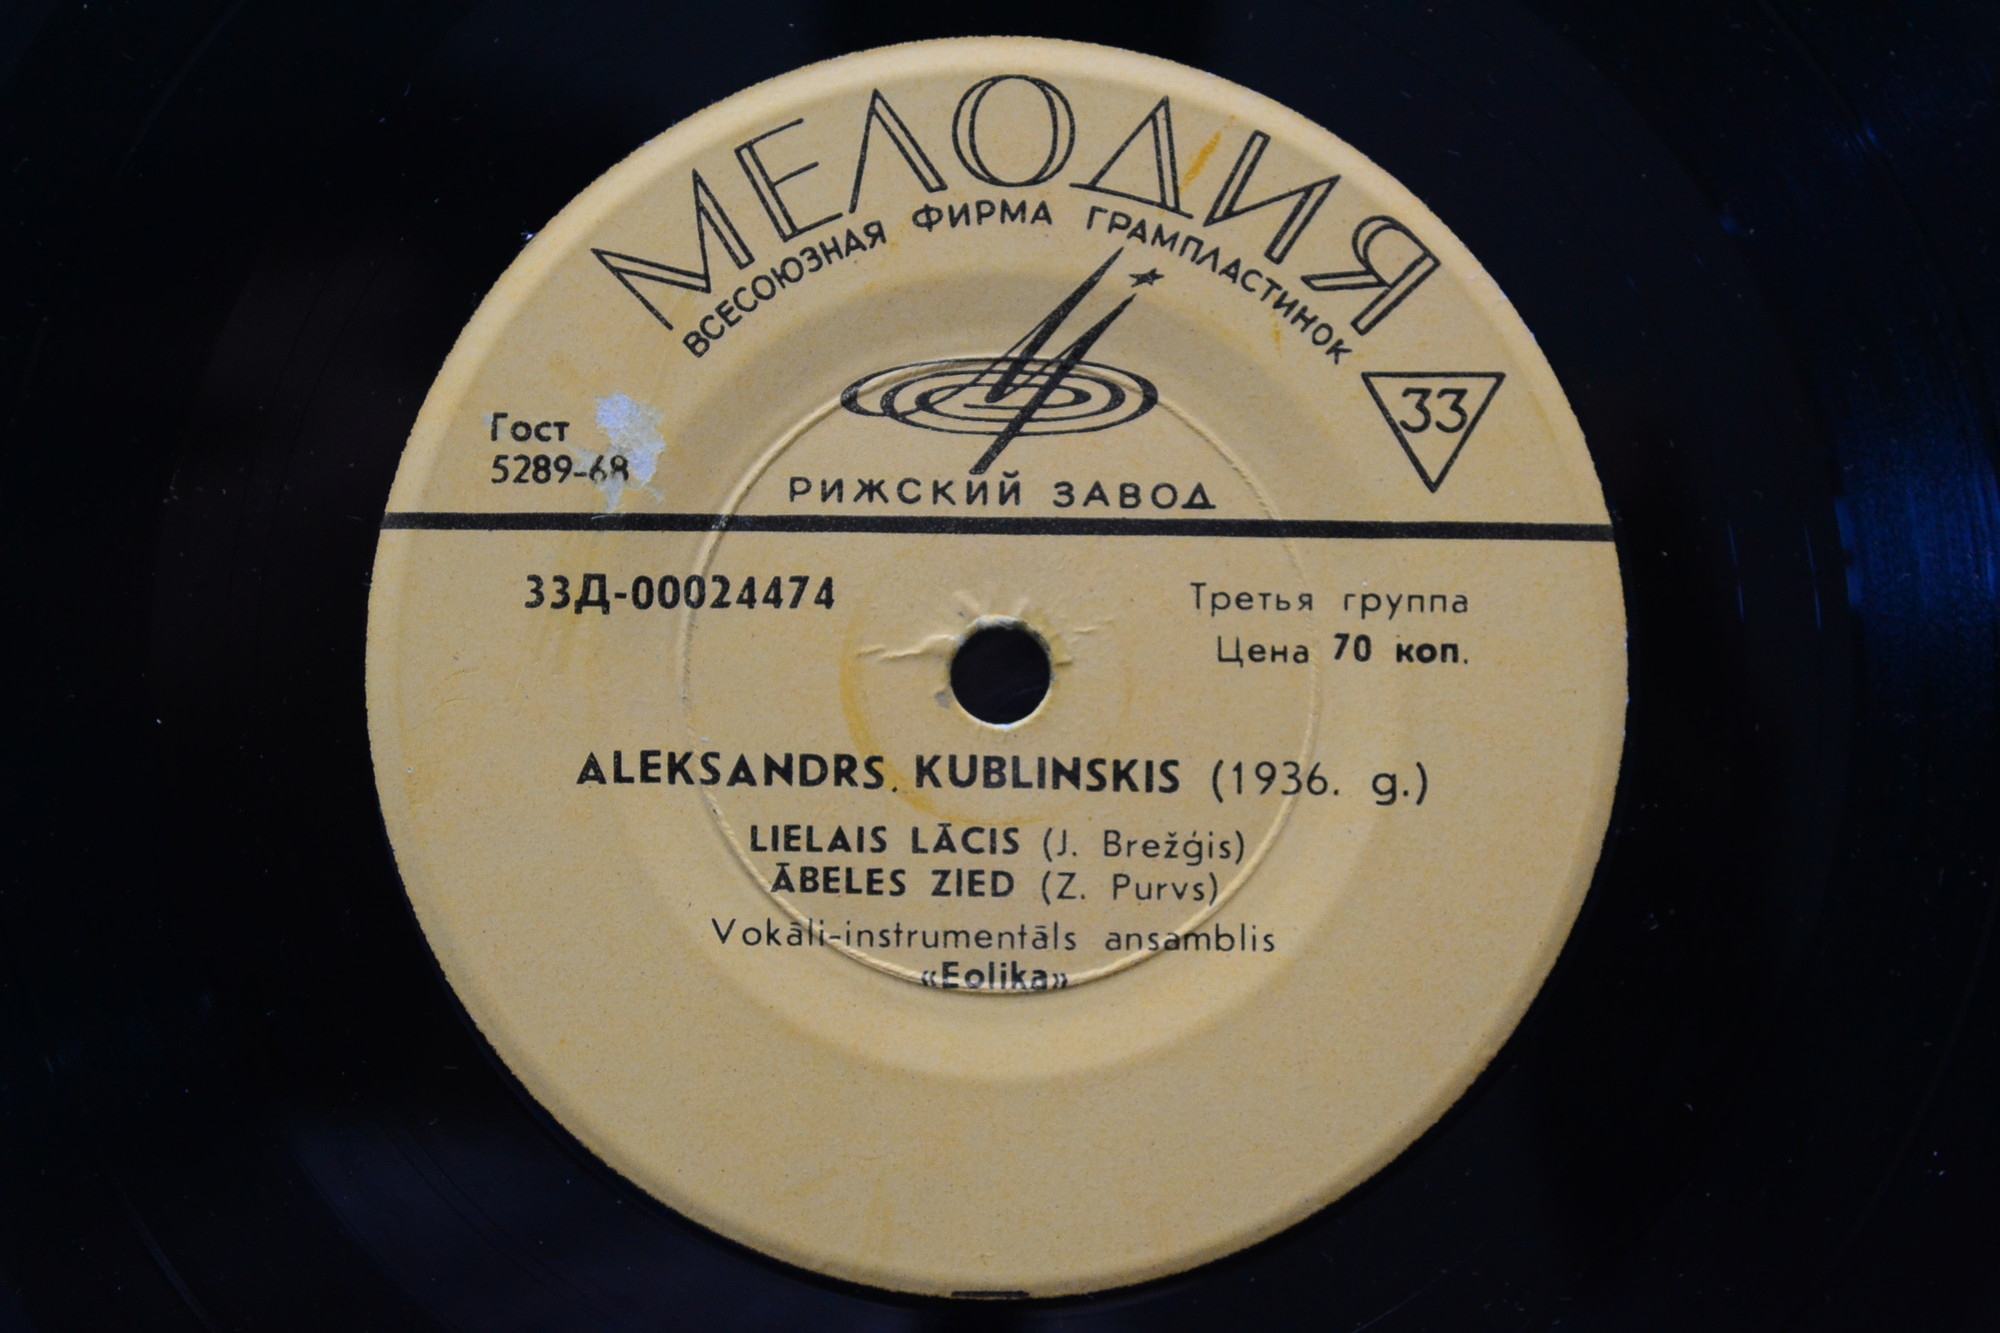 МЕЛОДИЯ
ВСЕСОЮЗНАЯ ФИРМА ГРАМПЛАСТИНОК
33
Гост
5289-68
РИЖСКИЙ ЗАВОД
33Д-00024474
Третья группа
Цена 70 коп.
ALEKSANDRS KUBLINSKIS (1936. g.)
LIELAIS LĀCIS (J. Brežģis)
ĀBELES ZIED (Z. Purvs)
Vokāli-instrumentāls ansamblis
«Eolika»